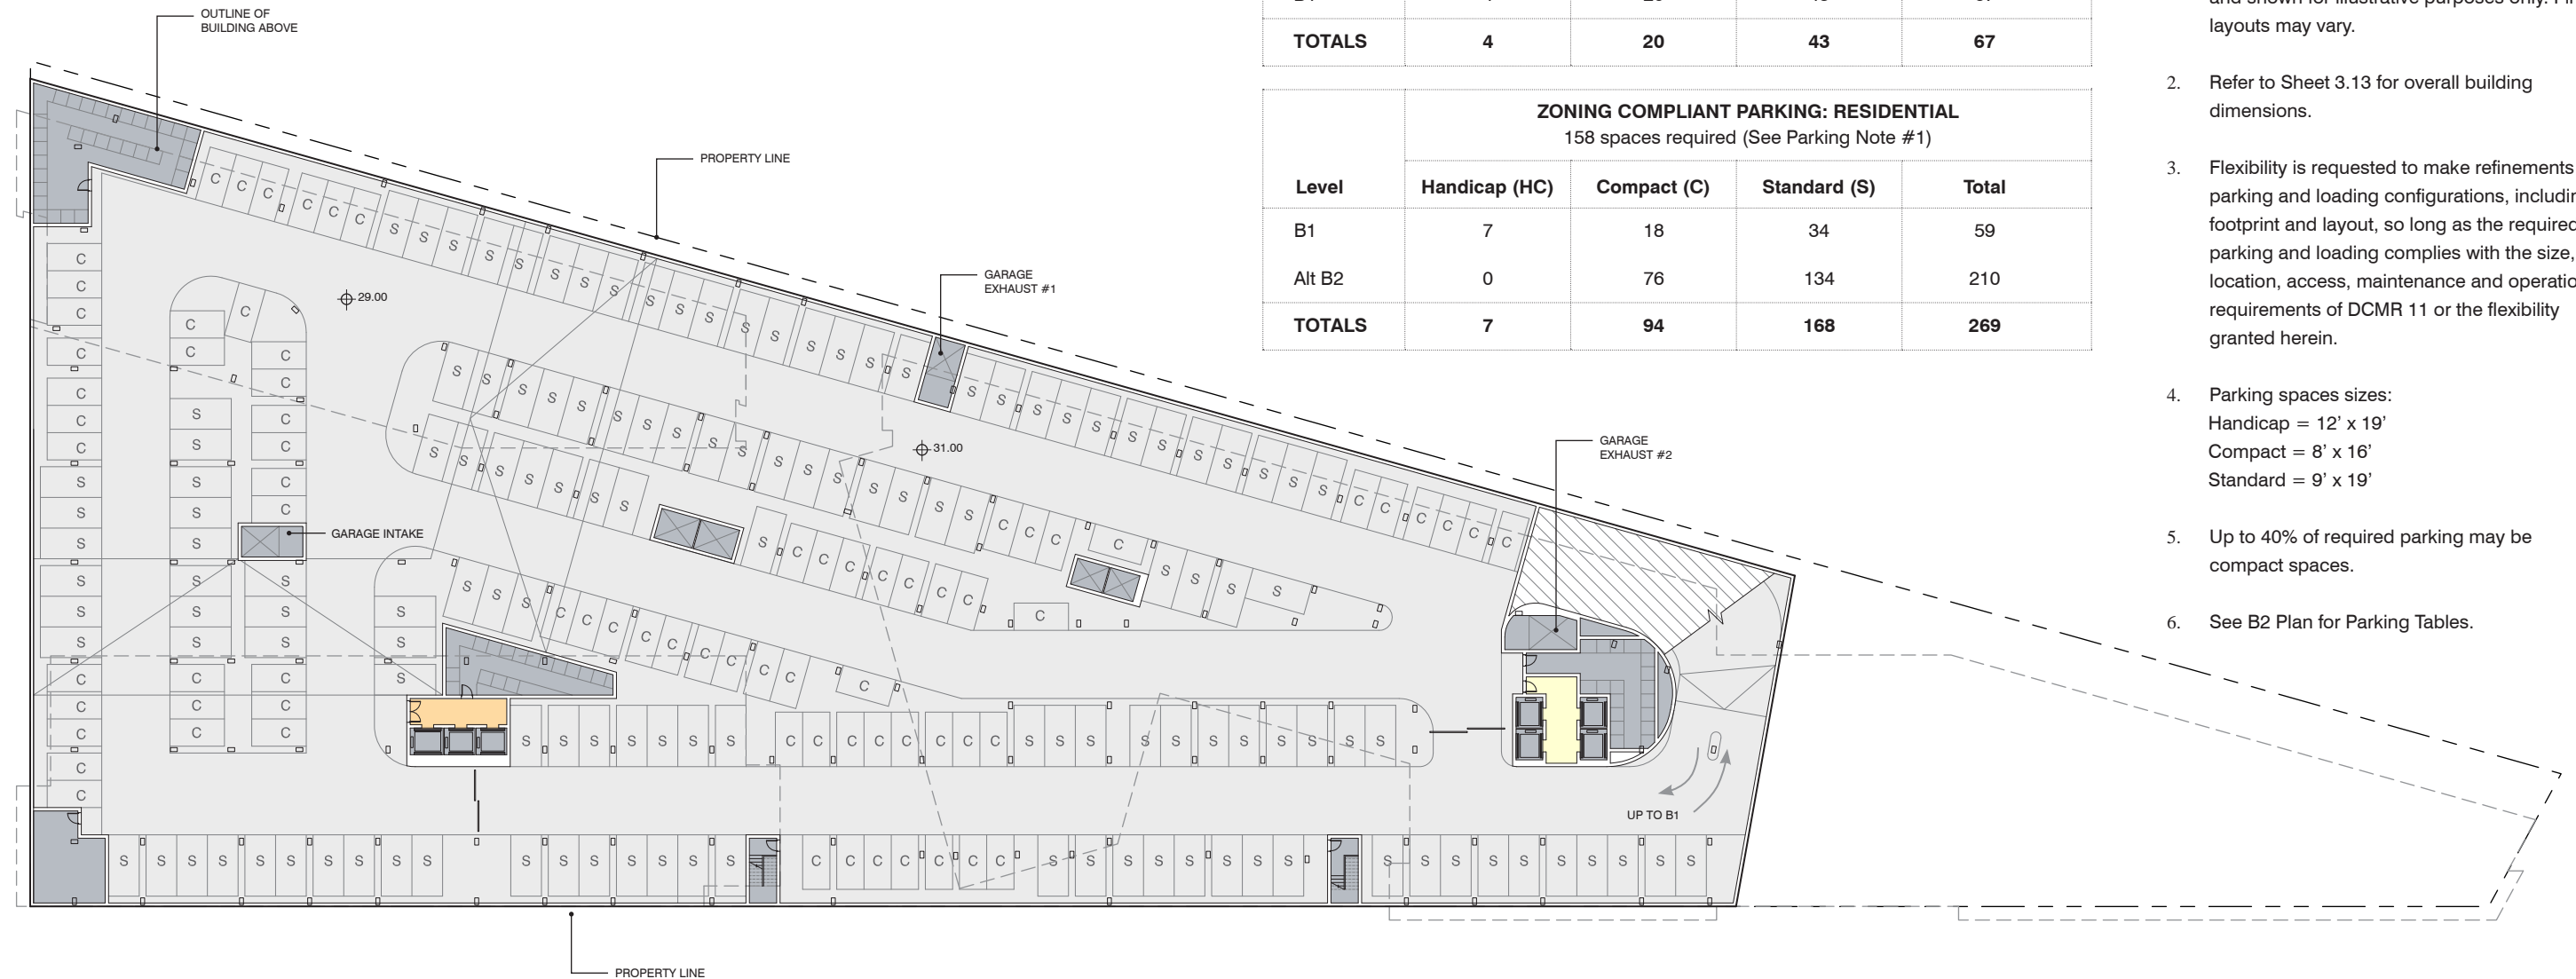 OUTLINE OF
BUILDING ABOVE
PROPERTY LINE
GARAGE
EXHAUST #1
29.00
31.00
GARAGE
EXHAUST #2
GARAGE INTAKE
UP TO B1
PROPERTY LINE
TOTALS 4 20 43 67
ZONING COMPLIANT PARKING: RESIDENTIAL
158 spaces required (See Parking Note #1)
Level Handicap (HC) Compact (C) Standard (S) Total
B1 7 18 34 59
Alt B2 0 76 134 210
TOTALS 7 94 168 269
and shown for illustrative purposes only.
layouts may vary.
2. Refer to Sheet 3.13 for overall building
dimensions.
3. Flexibility is requested to make refinements
parking and loading configurations,
footprint and layout, so long as the required
parking and loading complies with the size,
location, access, maintenance and
requirements of DCMR 11 or the flexibility
granted herein.
4. Parking spaces sizes:
Handicap = 12’ x 19’
Compact = 8’ x 16’
Standard = 9’ x 19’
5. Up to 40% of required parking may be
compact spaces.
6. See B2 Plan for Parking Tables.